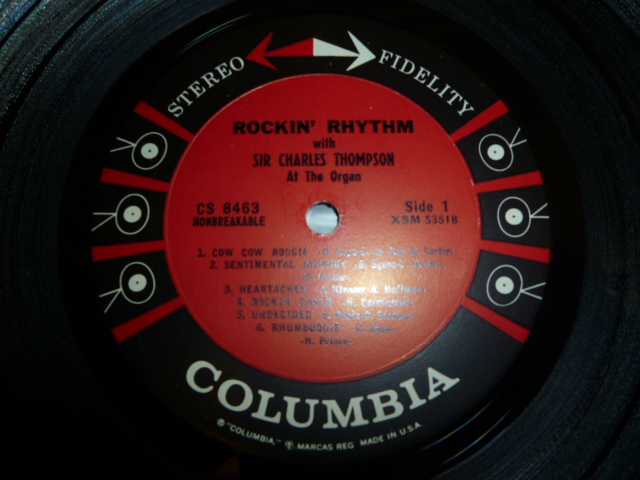 STEREO FIDELITY
ROCKIN' RHYTHM
with
SIR CHARLES THOMPSON
At The Organ
CS 8463 Side 1
NONBREAKABLE XSM 53518
1. COW COW BOOGIE
2. SENTIMENTAL JOURNEY
3. HEARTACHES
4. ROCKIN'
5. UNDECIDED
6. RHUMBOOGIE
-H. Prince-
COLUMBIA
® "COLUMBIA," MARCAS REG. MADE IN U.S.A.